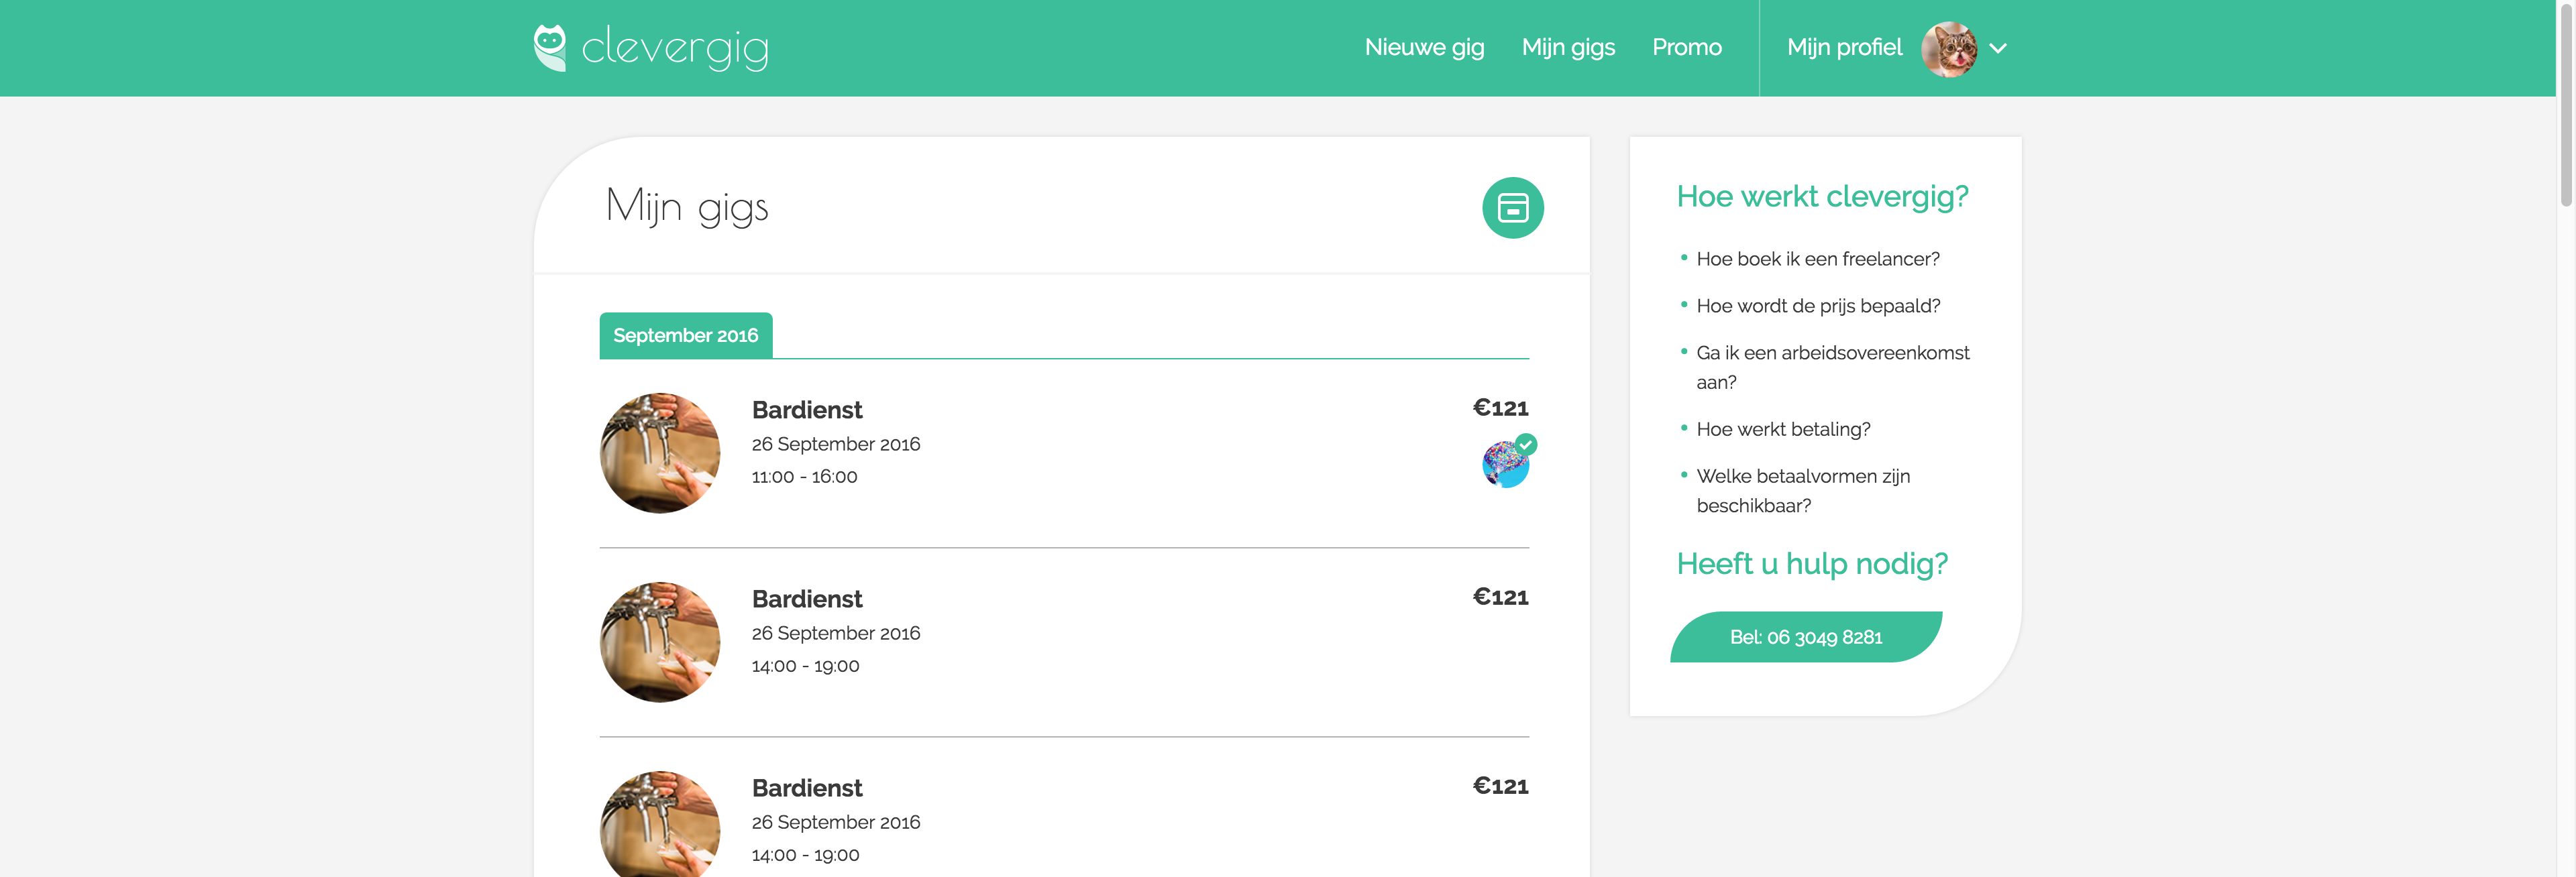 clevergig
Nieuwe gig
Mijn gigs
Promo
Mijn profiel
Mijn gigs
September 2016
Bardienst
€121
26 September 2016
11:00 - 16:00
Bardienst
€121
26 September 2016
14:00 - 19:00
Bardienst
€121
26 September 2016
14:00 - 19:00
Hoe werkt clevergig?
Hoe boek ik een freelancer?
Hoe wordt de prijs bepaald?
Ga ik een arbeidsovereenkomst
aan?
Hoe werkt betaling?
Welke betaalvormen zijn
beschikbaar?
Heeft u hulp nodig?
Bel: 06 3049 8281